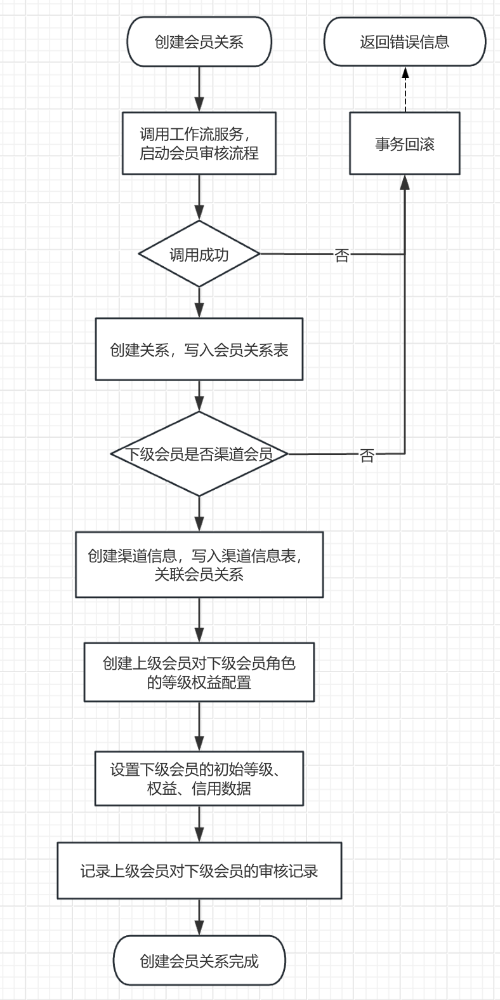 创建会员关系
返回错误信息
调用工作流服务，
启动会员审核流程
事务回滚
调用成功
否
创建关系，写入会员关系表
下级会员是否渠道会员
否
创建渠道信息，写入渠道信息表，
关联会员关系
创建上级会员对下级会员角色
的等级权益配置
设置下级会员的初始等级、
权益、信用数据
记录上级会员对下级会员的审核记录
创建会员关系完成